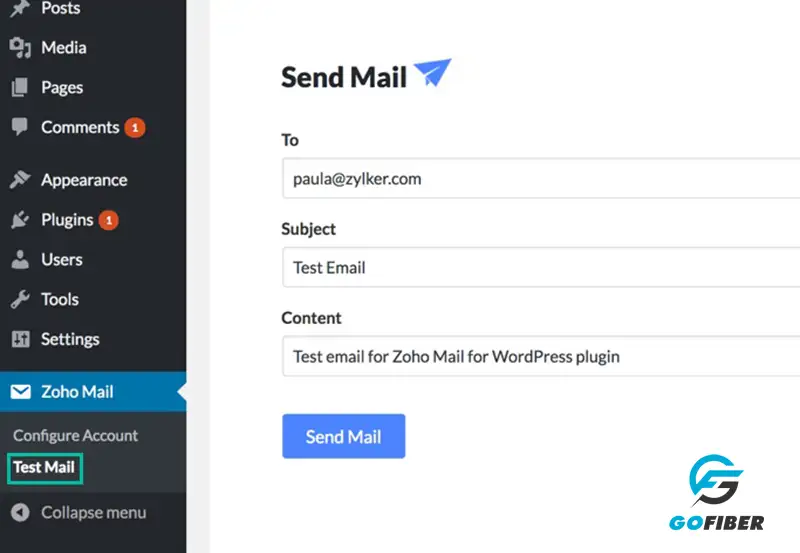 Posts
Media
Pages
Comments 1
Appearance
Plugins 1
Users
Tools
Settings
Zoho Mail
Configure Account
Test Mail
Collapse menu
Send Mail
To
paula@zylker.com
Subject
Test Email
Content
Test email for Zoho Mail for WordPress plugin
Send Mail
GOFIBER